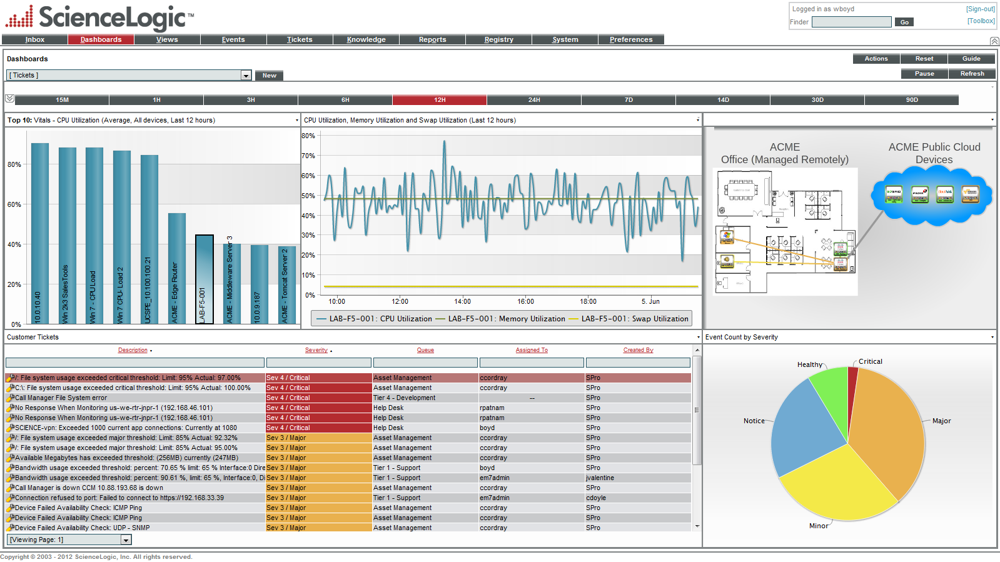 ScienceLogic™
Logged in as wboyd [Sign-out]
Finder Go [Toolbox]
Inbox Dashboards Views Events Tickets Knowledge Reports Registry System Preferences
Dashboards
Actions Reset Guide
[ Tickets ] New
Pause Refresh
15M 1H 3H 6H 12H 24H 7D 14D 30D 90D
Top 10: Vitals - CPU Utilization (Average, All devices, Last 12 hours)
80%
60%
40%
20%
0%
10.0.10.40
Win 2k3 SalesTools
Win 7 - CPU Load
Win 7 CPU- Load 2
UCSPE_10.100.100.21
ACME - Edge Router
LAB-F5-001
ACME - Middleware Server 3
10.0.9.187
ACME - Tomcat Server 2
CPU Utilization, Memory Utilization and Swap Utilization (Last 12 hours)
80%
70%
60%
50%
40%
30%
20%
10%
0%
10:00 12:00 14:00 16:00 18:00 5. Jun
LAB-F5-001: CPU Utilization LAB-F5-001: Memory Utilization LAB-F5-001: Swap Utilization
ACME
Office (Managed Remotely)
ACME Public Cloud
Devices
Customer Tickets
Description Severity Queue Assigned To Created By
/: File system usage exceeded critical threshold: Limit: 95% Actual: 97.00% Sev 4 / Critical Asset Management ccordray SPro
C:\: File system usage exceeded critical threshold: Limit: 95% Actual: 100.00% Sev 4 / Critical Asset Management ccordray SPro
Call Manager File System error Sev 4 / Critical Tier 4 - Development -- SPro
No Response When Monitoring us-we-rtr-jnpr-1 (192.168.46.101) Sev 4 / Critical Help Desk rpatnam SPro
No Response When Monitoring us-we-rtr-jnpr-1 (192.168.46.101) Sev 4 / Critical Help Desk rpatnam SPro
SCIENCE-vpn: Exceeded 1000 current app connections: Currently at 1080 Sev 4 / Critical Help Desk boyd SPro
/: File system usage exceeded major threshold: Limit: 85% Actual: 92.32% Sev 3 / Major Asset Management ccordray SPro
/: File system usage exceeded major threshold: Limit: 85% Actual: 95.00% Sev 3 / Major Asset Management ccordray SPro
Available Megabytes has exceeded threshold: (256MB) currently (247MB) Sev 3 / Major Asset Management ccordray SPro
Bandwidth usage exceeded threshold: percent: 70.65 % limit: 65 % Interface:0 Dire Sev 3 / Major Tier 1 - Support boyd SPro
Bandwidth usage exceeded threshold: percent: 90.61 %, limit: 65 %, Interface:0, Di Sev 3 / Major Tier 1 - Support em7admin jvalentine
Call Manager is down CCM 10.88.193.68 is down Sev 3 / Major Asset Management ccordray SPro
Connection refused to port: Failed to connect to https://192.168.33.39 Sev 3 / Major Tier 1 - Support em7admin cdoyle
Device Failed Availability Check: ICMP Ping Sev 3 / Major Asset Management ccordray SPro
Device Failed Availability Check: ICMP Ping Sev 3 / Major Asset Management ccordray SPro
Device Failed Availability Check: UDP - SNMP Sev 3 / Major Asset Management ccordray SPro
[Viewing Page: 1]
Event Count by Severity
Healthy
Critical
Notice
Major
Minor
Copyright © 2003 - 2012 ScienceLogic, Inc. All rights reserved.